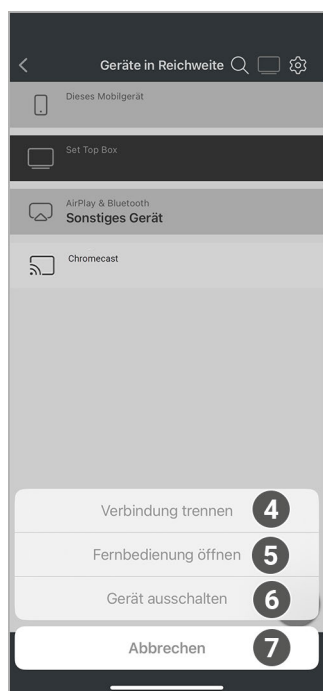 Geräte in Reichweite
Dieses Mobilgerät
Set Top Box
AirPlay & Bluetooth
Sonstiges Gerät
Chromecast
Verbindung trennen 4
Fernbedienung öffnen 5
Gerät ausschalten 6
Abbrechen 7